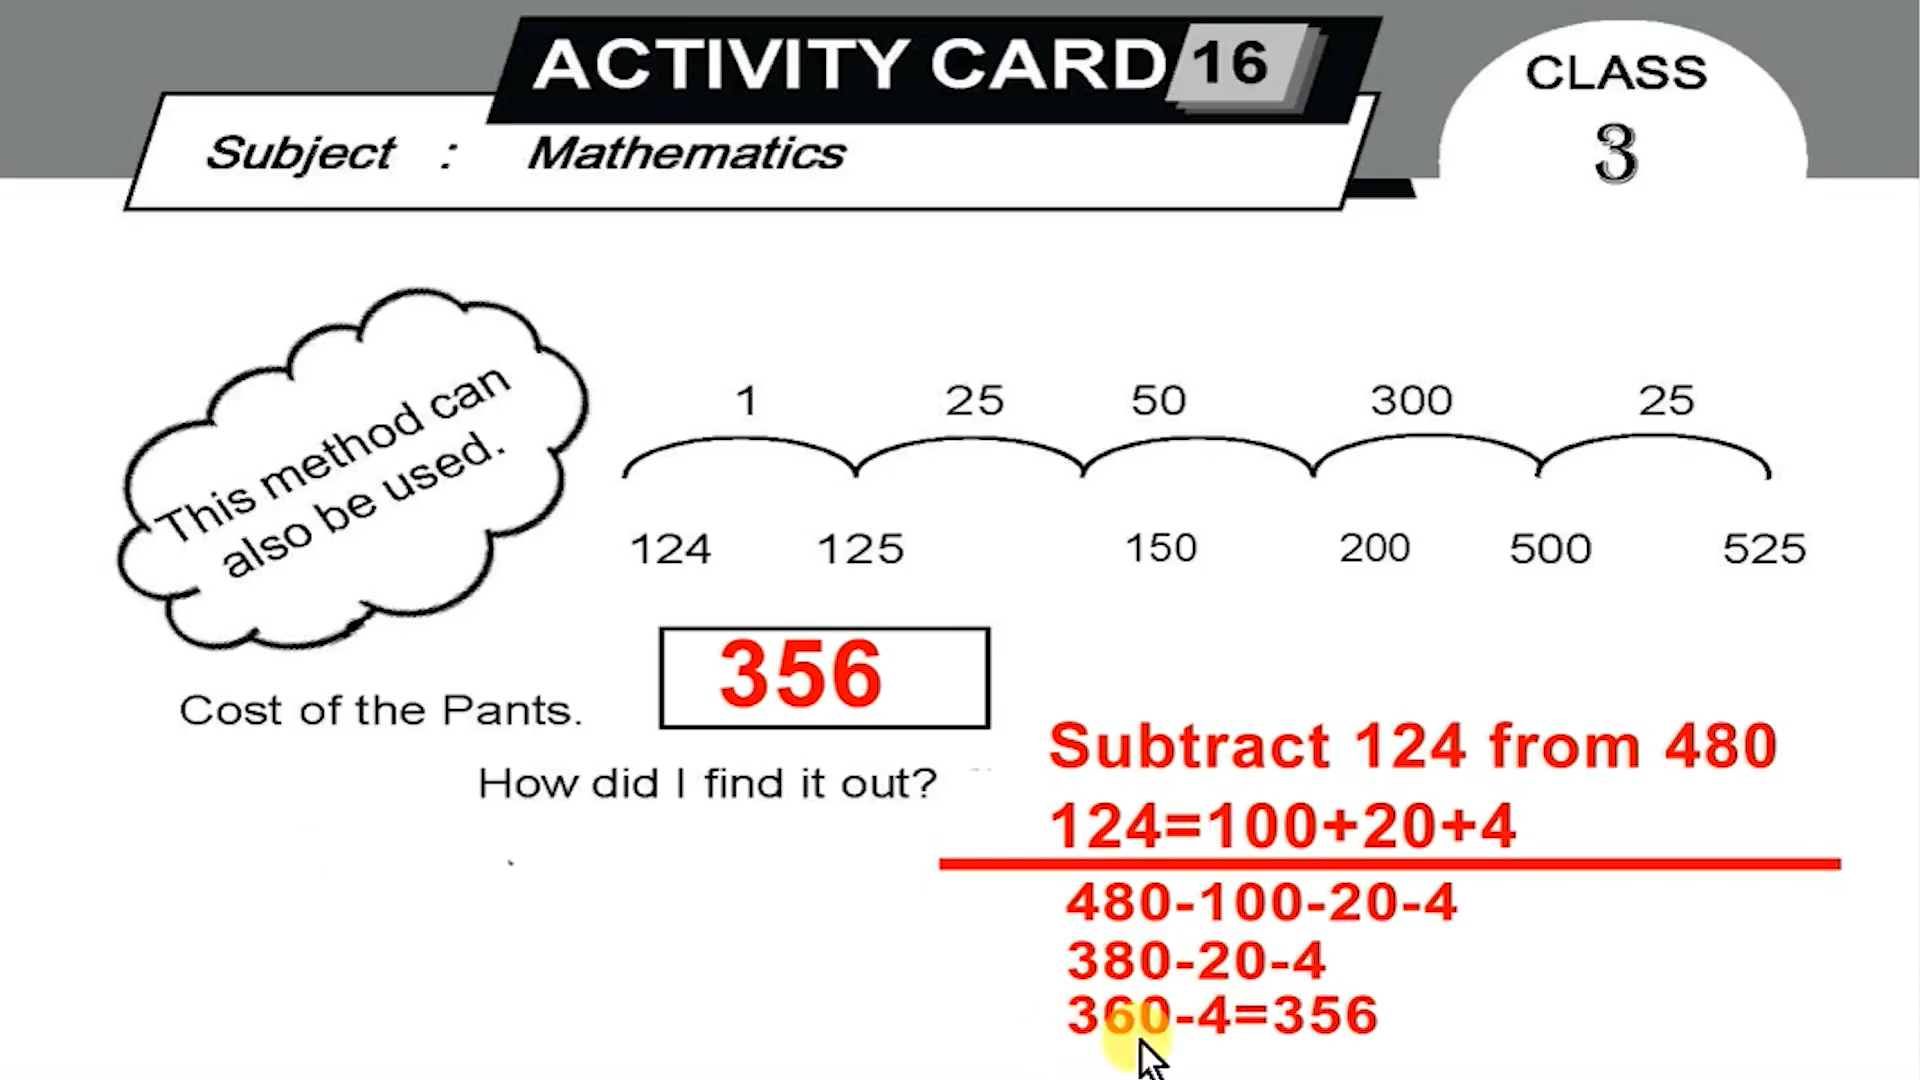 ACTIVITY CARD 16
CLASS
3
Subject : Mathematics
This method can
also be used.
1 25 50 300 25
124 125 150 200 500 525
356
Cost of the Pants.
How did I find it out?
Subtract 124 from 480
124=100+20+4
480-100-20-4
380-20-4
360-4=356